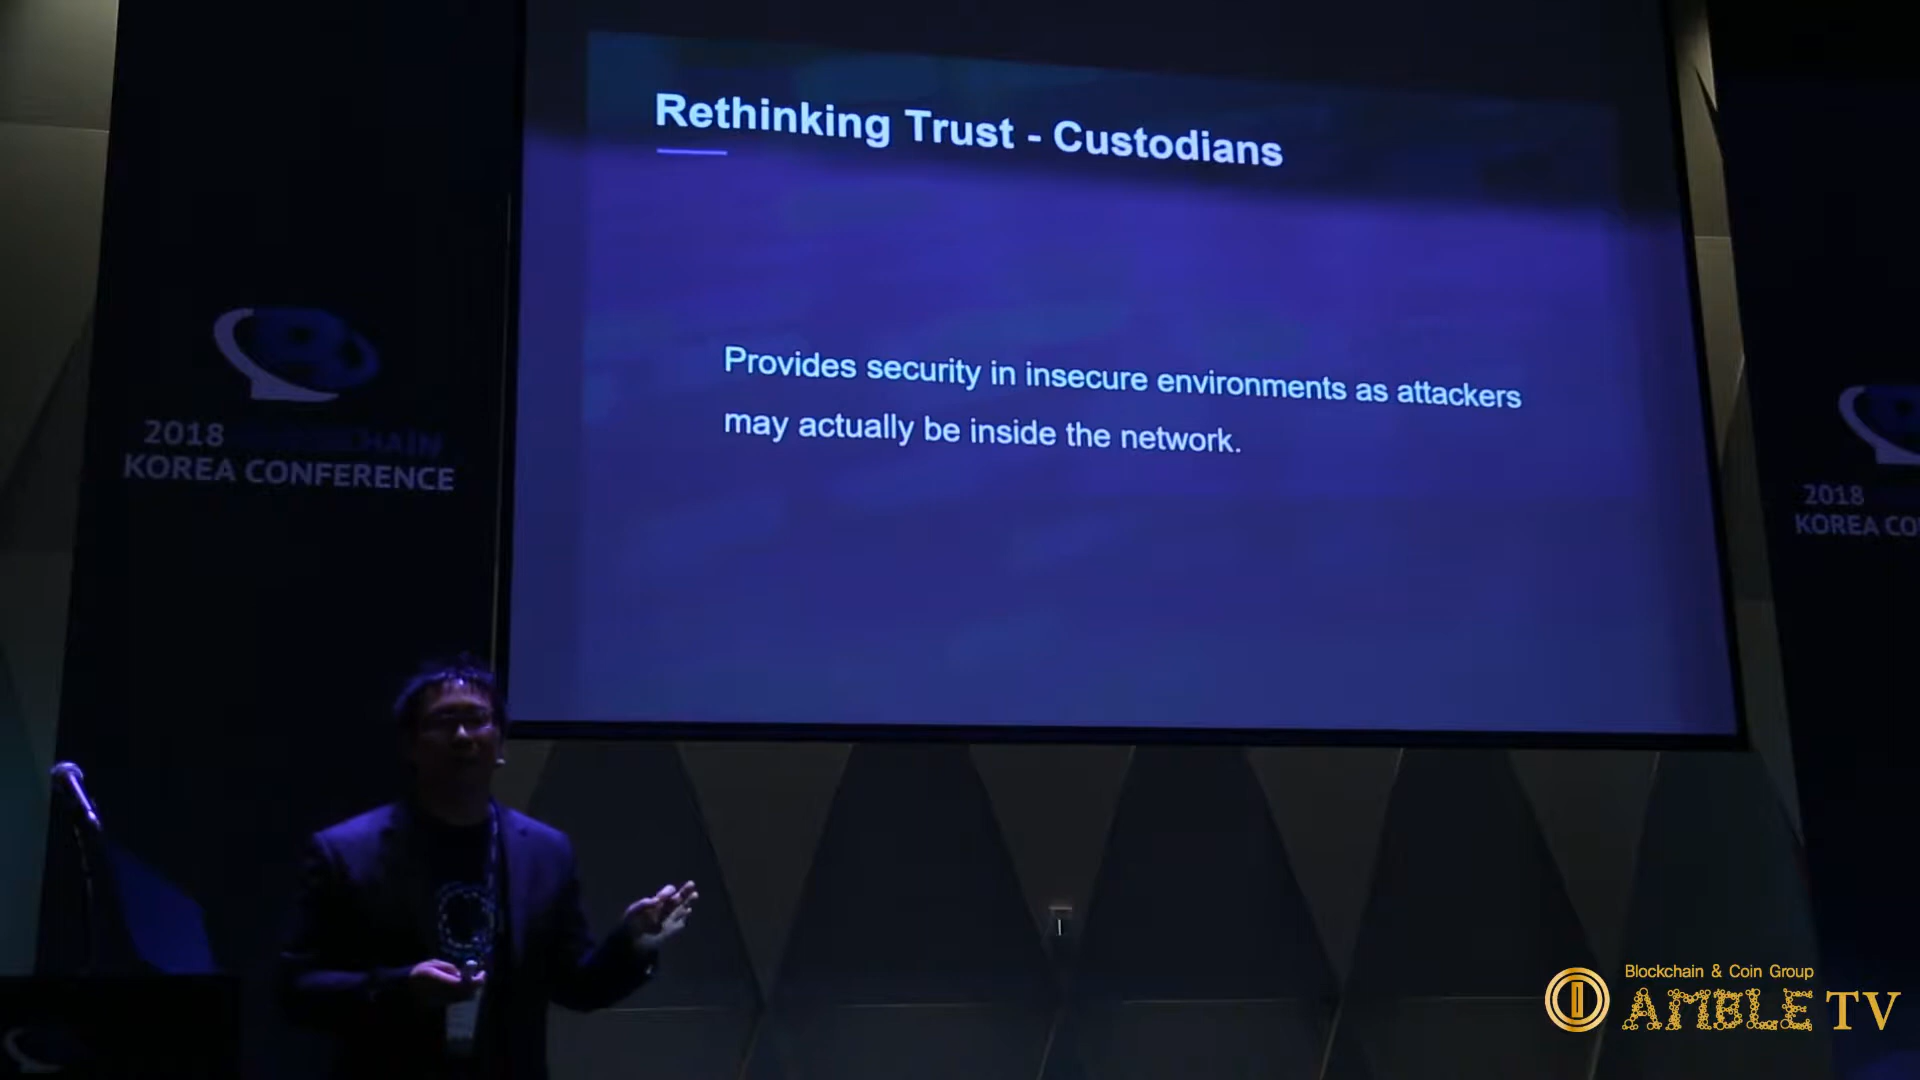 Rethinking Trust - Custodians
Provides security in insecure environments as attackers
may actually be inside the network.
2018 BLOCKCHAIN
KOREA CONFERENCE
2018
KOREA CO
Blockchain & Coin Group
AMBLE TV